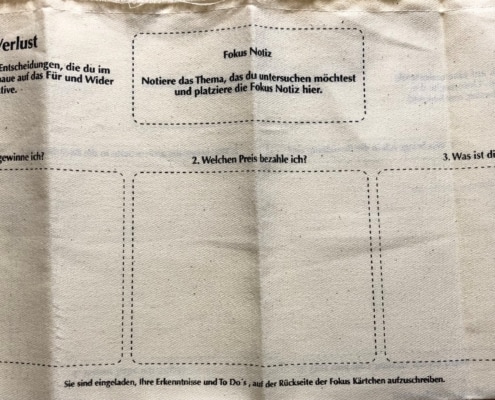 Verlust
Entscheidungen, die du im
haue auf das Für und Wider
tive.
Fokus Notiz
Notiere das Thema, das du untersuchen möchtest
und platziere die Fokus Notiz hier.
gewinne ich?
2. Welchen Preis bezahle ich?
3. Was ist di
Sie sind eingeladen, Ihre Erkenntnisse und To Do´s , auf der Rückseite der Fokus Kärtchen aufzuschreiben.